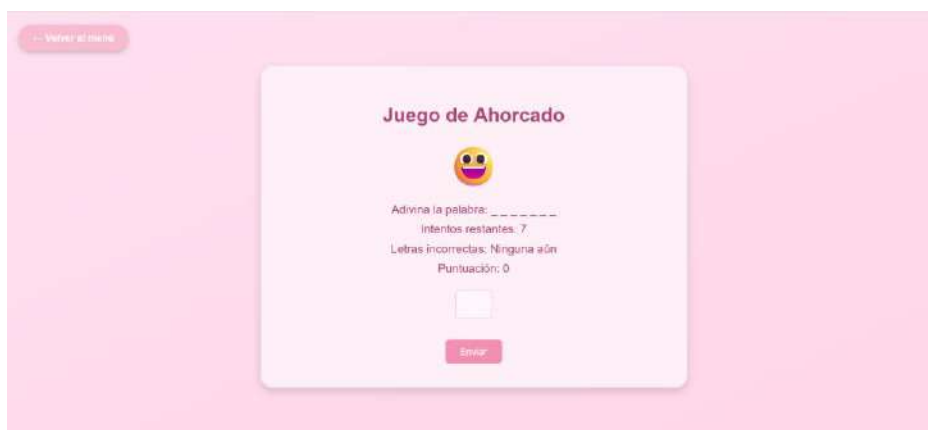 ← Volver al menú
Juego de Ahorcado
Adivina la palabra: _ _ _ _ _ _ _
Intentos restantes: 7
Letras incorrectas: Ninguna aún
Puntuación: 0
Enviar